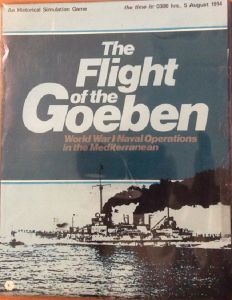 An Historical Simulation Game
the time is 0300 hrs, 5 August 1914
The
Flight
of the
Goeben
World War I Naval Operations
in the Mediterranean